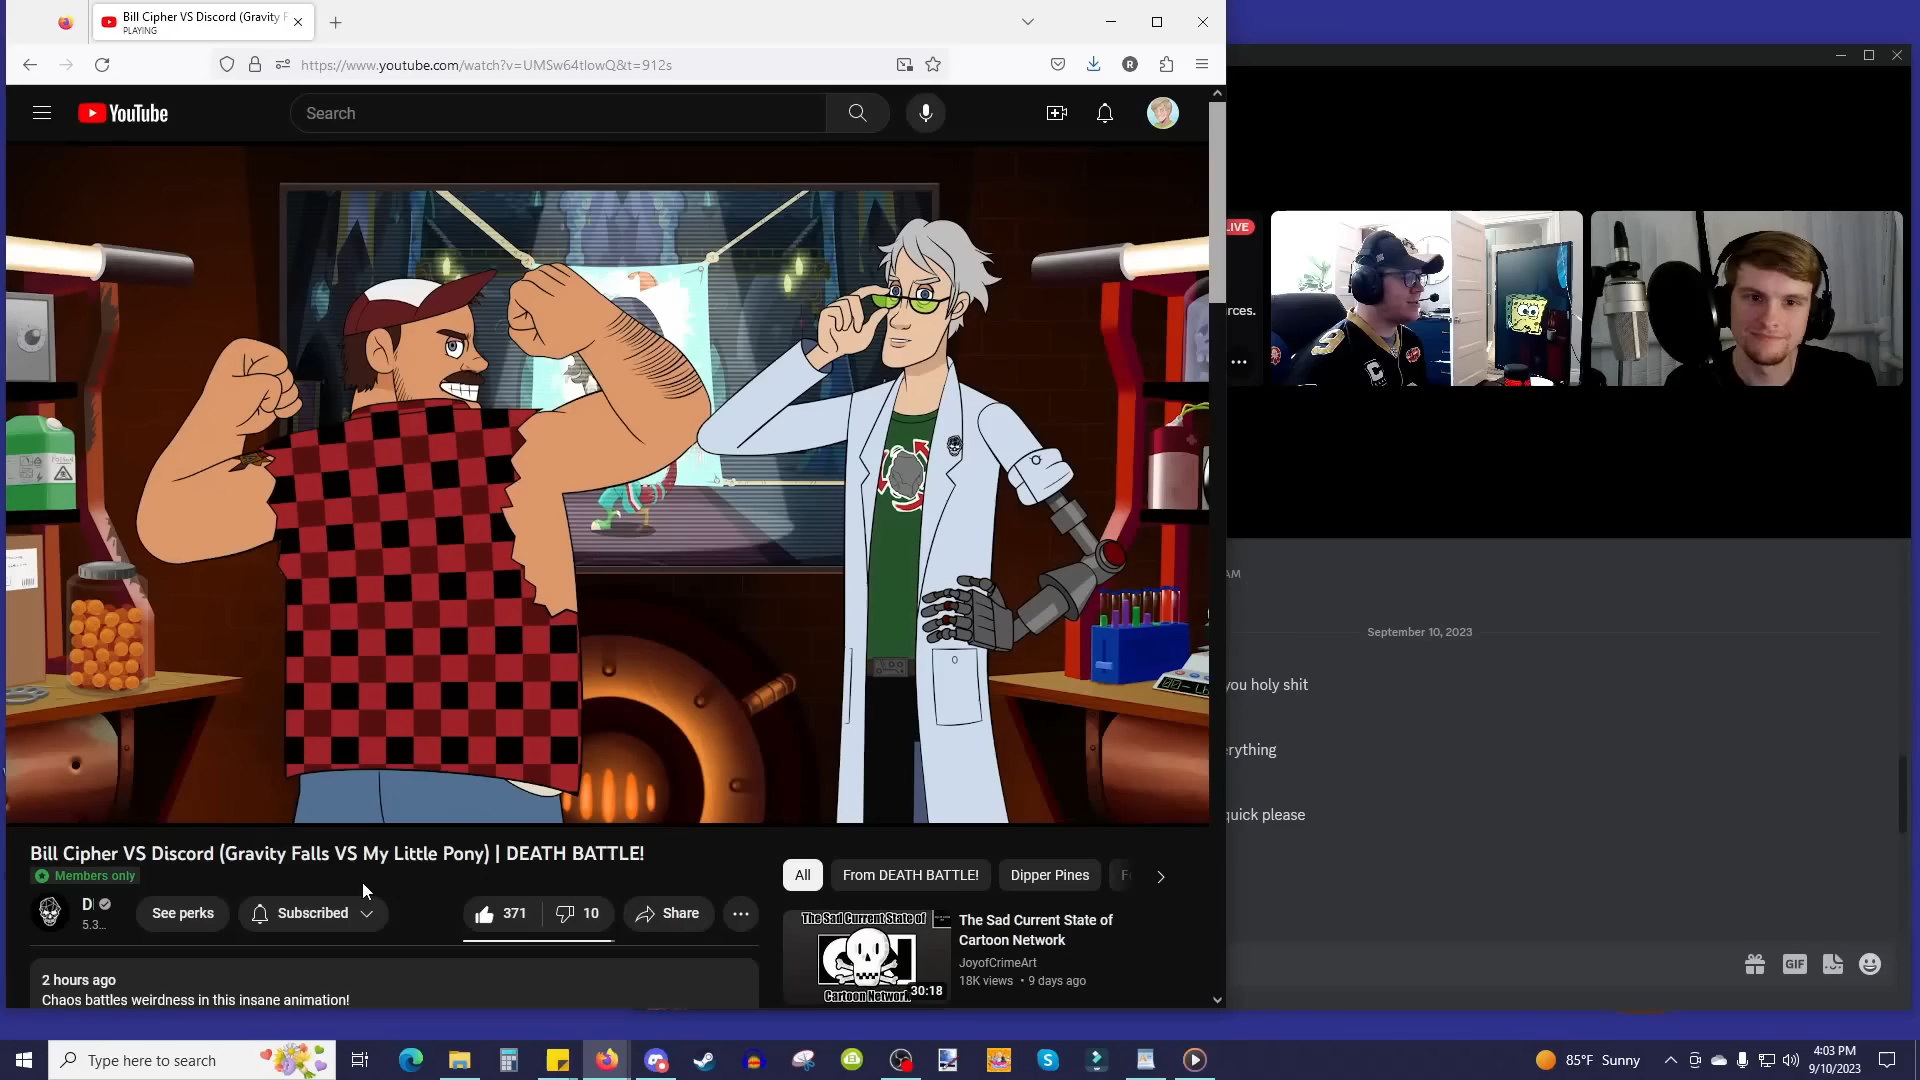 Bill Cipher VS Discord (Gravity F
PLAYING
https://www.youtube.com/watch?v=UMSw64tlowQ&t=912s
YouTube
Search
LIVE
rces.
9
C
POISON
AM
September 10, 2023
you holy shit
erything
quick please
Bill Cipher VS Discord (Gravity Falls VS My Little Pony) | DEATH BATTLE!
Members only
D
5.3...
See perks
Subscribed
371
10
Share
2 hours ago
Chaos battles weirdness in this insane animation!
All
From DEATH BATTLE!
Dipper Pines
F
The Sad Current State of
Cartoon Network
30:18
The Sad Current State of
Cartoon Network
JoyofCrimeArt
18K views • 9 days ago
GIF
Type here to search
85°F Sunny
4:03 PM
9/10/2023